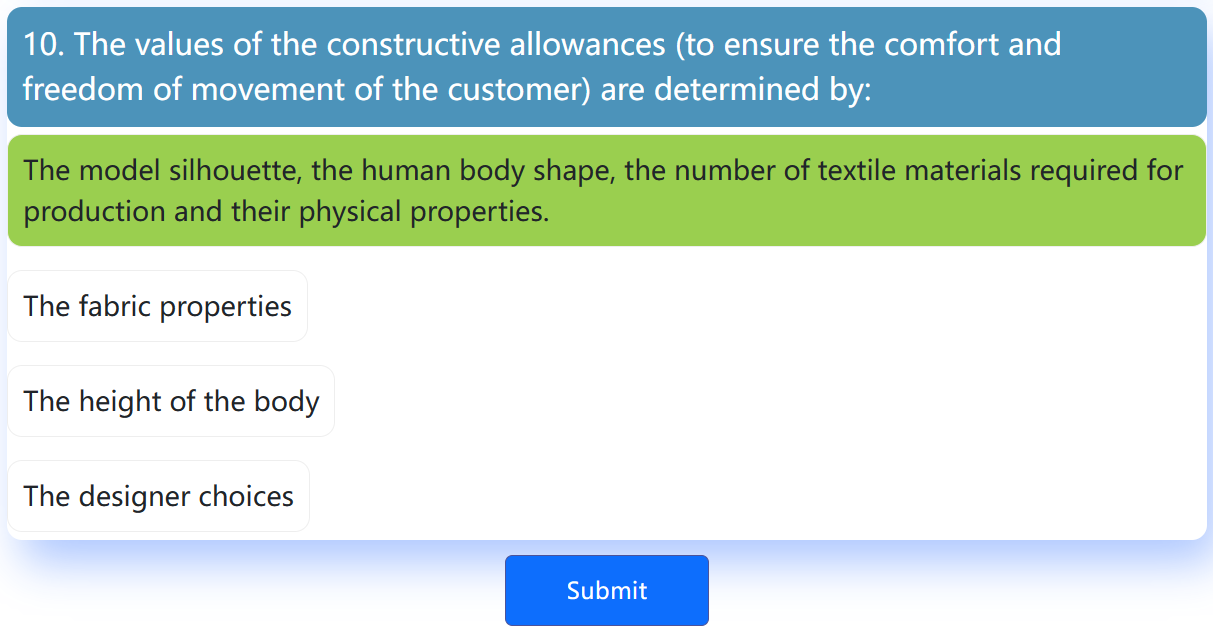 10. The values of the constructive allowances (to ensure the comfort and
freedom of movement of the customer) are determined by:
The model silhouette, the human body shape, the number of textile materials required for
production and their physical properties.
The fabric properties
The height of the body
The designer choices
Submit